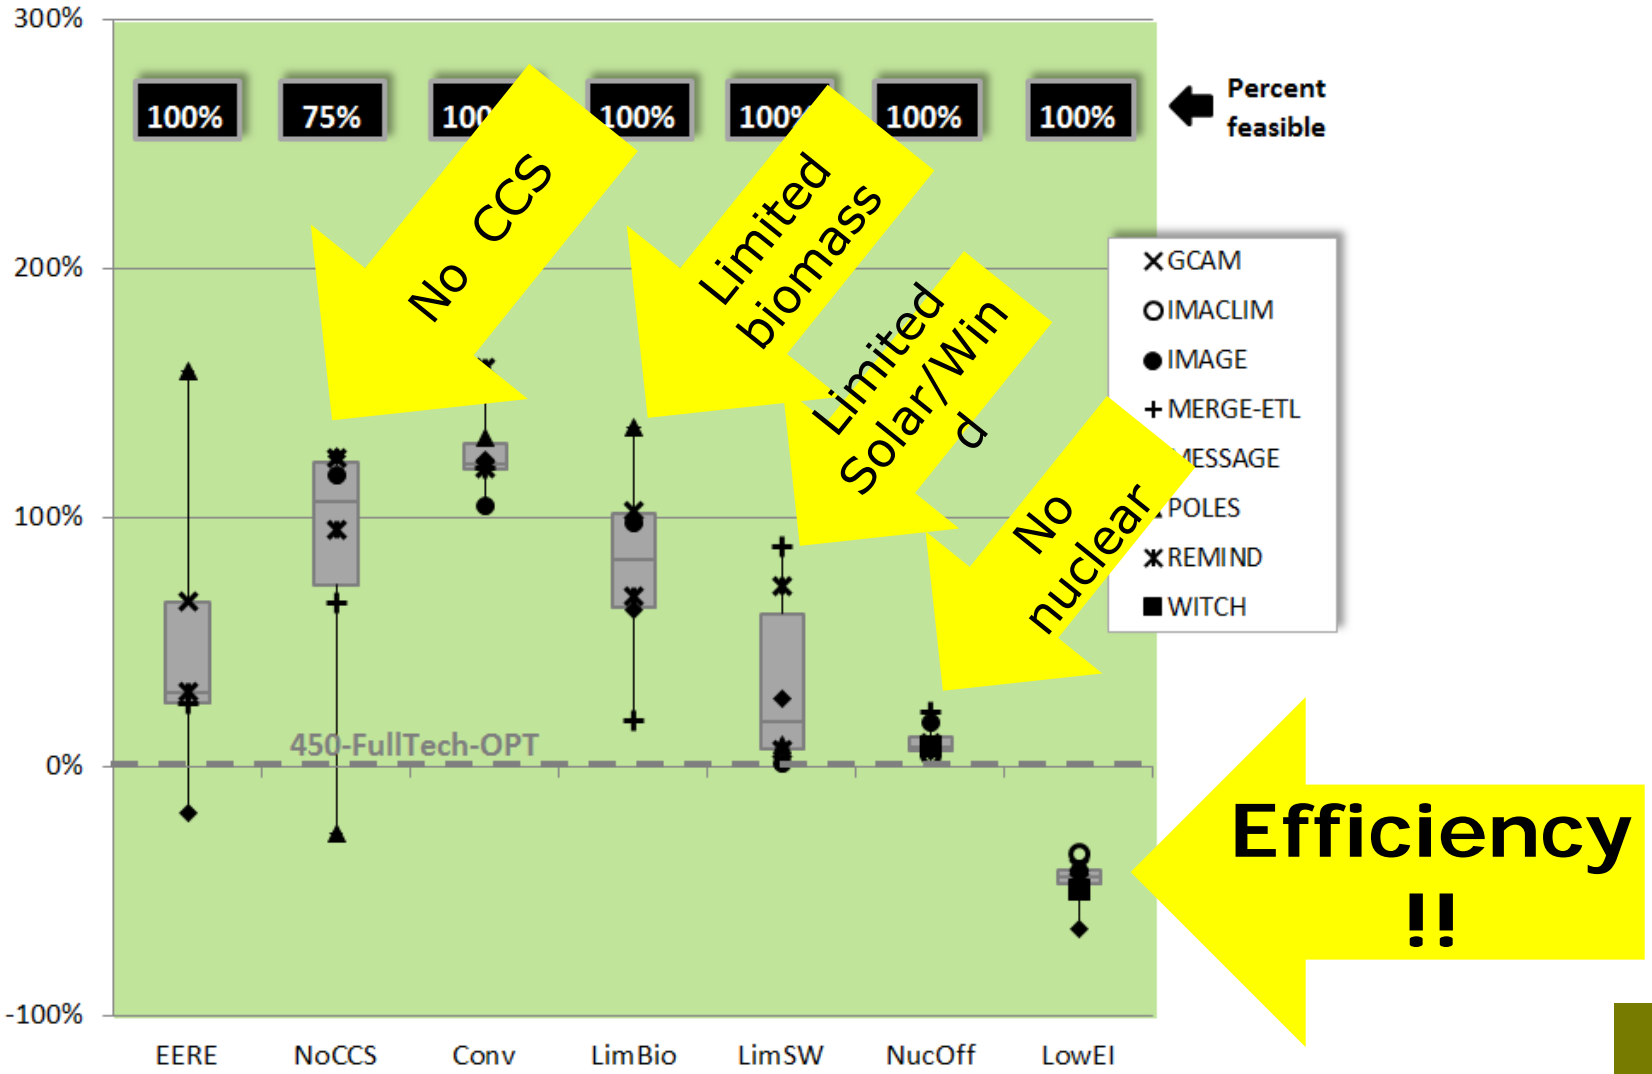 300%
100%
75%
100%
100%
100%
100%
Percent
feasible
No CCS
Limited
biomass
200%
Limited
Solar/Win
d
GCAM
IMACLIM
IMAGE
MERGE-ETL
100%
No
nuclear
POLES
REMIND
WITCH
450-FullTech-OPT
0%
Efficiency
!!
-100%
EERE
NoCCS
Conv
LimBio
LimSW
NucOff
LowEI